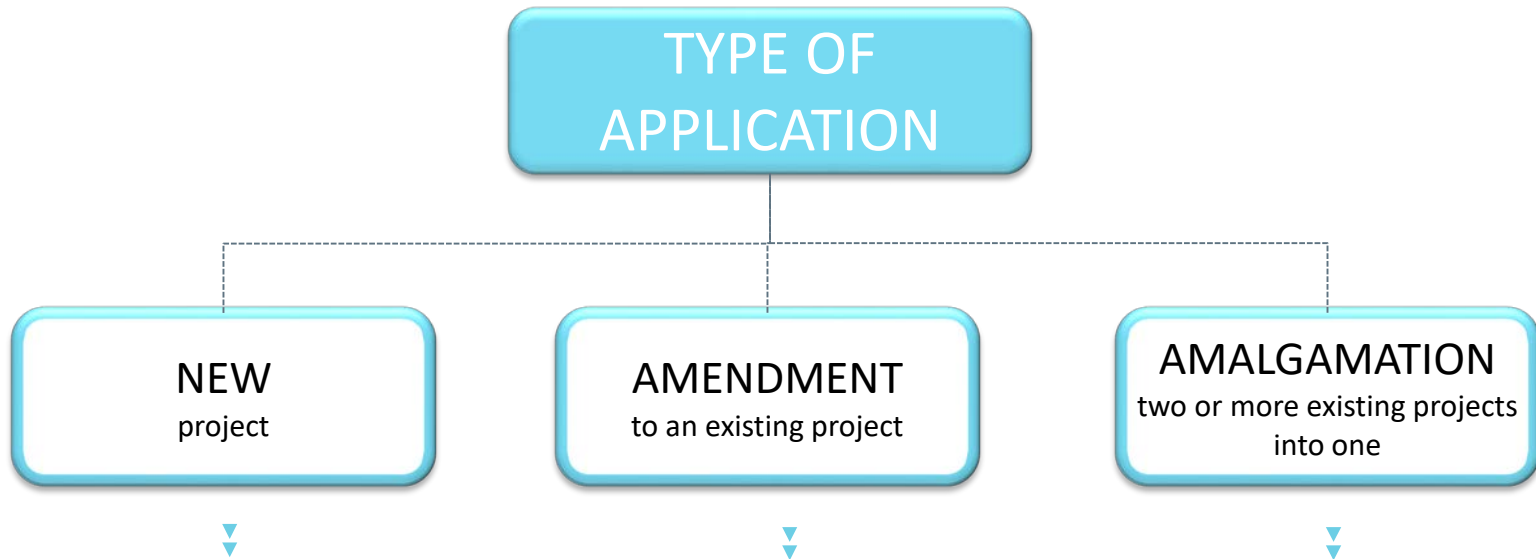 TYPE OF
APPLICATION
NEW
project
AMENDMENT
to an existing project
AMALGAMATION
two or more existing projects
into one